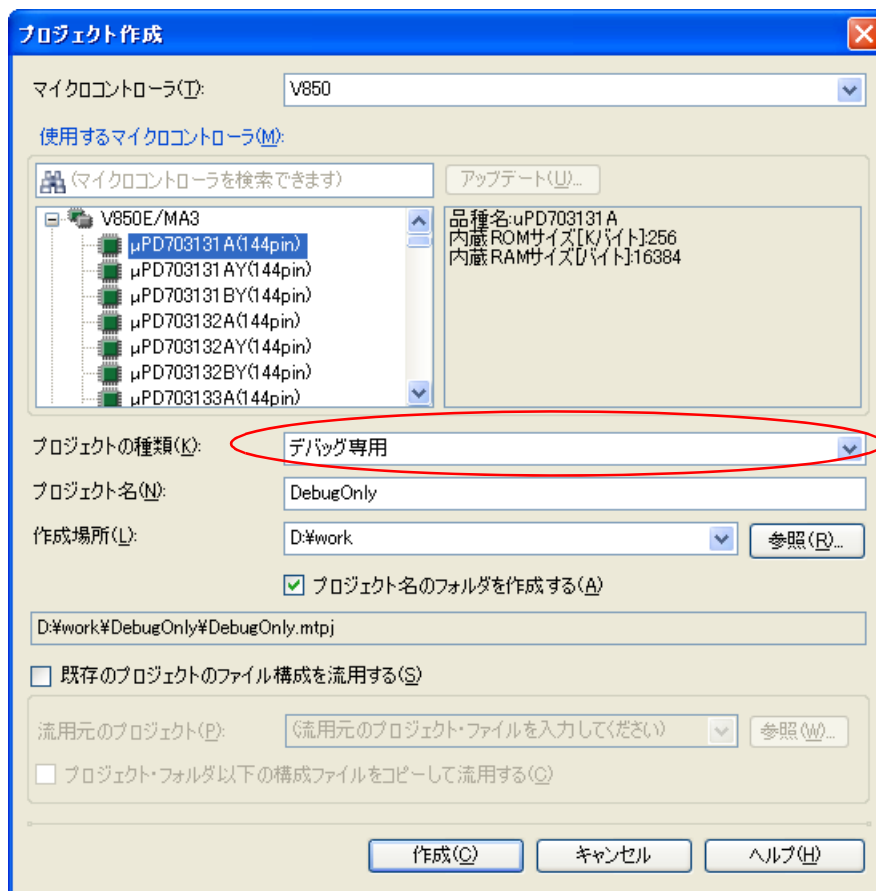 プロジェクト作成
マイクロコントローラ(T):
V850
使用するマイクロコントローラ(M):
(マイクロコントローラを検索できます)
アップデート(U)...
V850E/MA3
μPD703131A(144pin)
μPD703131AY(144pin)
μPD703131BY(144pin)
μPD703132A(144pin)
μPD703132AY(144pin)
μPD703132BY(144pin)
μPD703133A(144pin)
品種名:uPD703131A
内蔵ROMサイズ[Kバイト]:256
内蔵RAMサイズ[バイト]:16384
プロジェクトの種類(K):
デバッグ専用
プロジェクト名(N):
DebugOnly
作成場所(L):
D:¥work
参照(R)...
プロジェクト名のフォルダを作成する(A)
D:¥work¥DebugOnly¥DebugOnly.mtpj
既存のプロジェクトのファイル構成を流用する(S)
流用元のプロジェクト(P):
(流用元のプロジェクト・ファイルを入力してください)
参照(W)...
プロジェクト・フォルダ以下の構成ファイルをコピーして流用する(C)
作成(C)
キャンセル
ヘルプ(H)